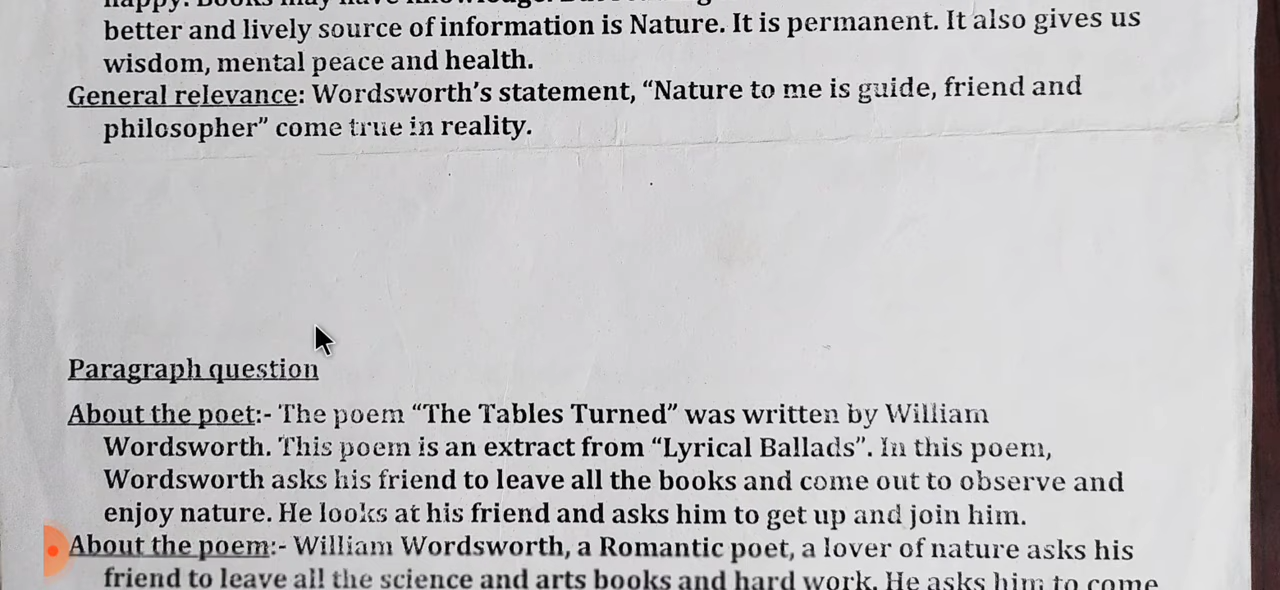 better and lively source of information is Nature. It is permanent. It also gives us
wisdom, mental peace and health.
General relevance: Wordsworth's statement, “Nature to me is guide, friend and
philosopher” come true in reality.
Paragraph question
About the poet:- The poem “The Tables Turned” was written by William
Wordsworth. This poem is an extract from “Lyrical Ballads”. In this poem,
Wordsworth asks his friend to leave all the books and come out to observe and
enjoy nature. He looks at his friend and asks him to get up and join him.
About the poem:- William Wordsworth, a Romantic poet, a lover of nature asks his
friend to leave all the science and arts books and hard work. He asks him to come